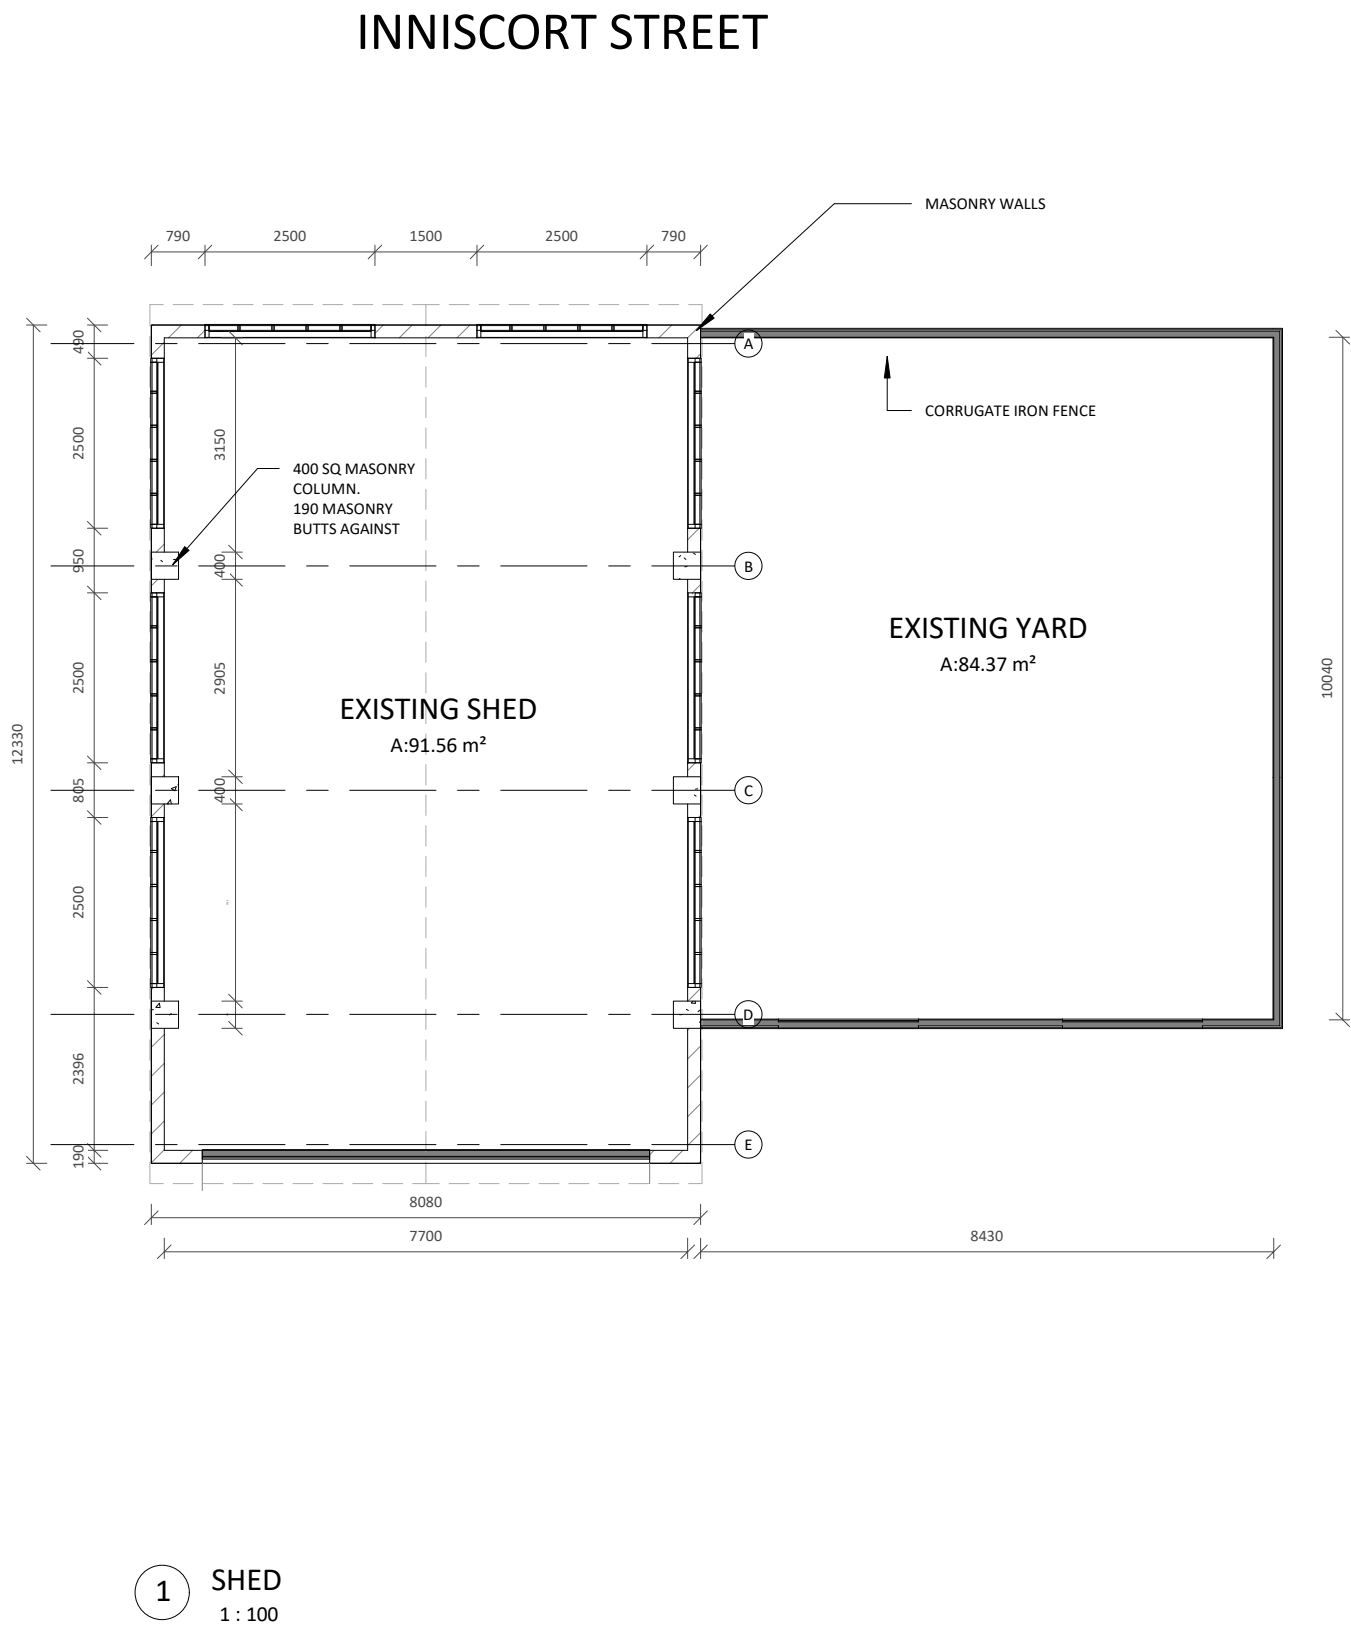 INNISCORT STREET
MASONRY WALLS
790
2500
1500
2500
790
A
490
CORRUGATE IRON FENCE
2500
3150
400 SQ MASONRY
COLUMN.
190 MASONRY
BUTTS AGAINST
950
400
B
EXISTING YARD
A:84.37 m²
2500
2905
10040
EXISTING SHED
A:91.56 m²
12330
805
400
C
2500
D
2396
E
190
8080
7700
8430
1
SHED
1 : 100